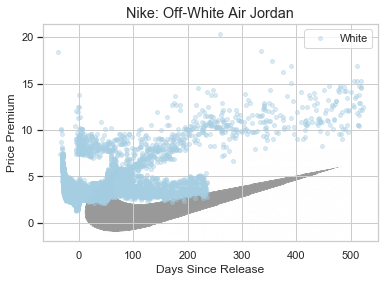 Nike: Off-White Air Jordan
White
20
15
10
5
0
Price Premium
0 100 200 300 400 500
Days Since Release